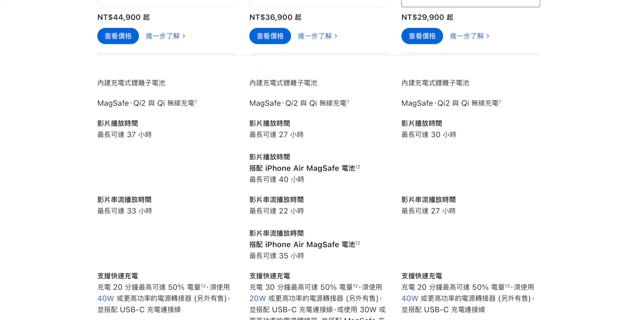 NT$44,900 起
查看價格 進一步了解 >
內建充電式鋰離子電池
MagSafe、Qi2 與 Qi 無線充電7
影片播放時間
最長可達 37 小時
影片串流播放時間
最長可達 33 小時
支援快速充電
充電 20 分鐘最高可達 50% 電量13，須使用
40W 或更高功率的電源轉接器 (另外有售)，
並搭配 USB-C 充電連接線
NT$36,900 起
查看價格 進一步了解 >
內建充電式鋰離子電池
MagSafe、Qi2 與 Qi 無線充電7
影片播放時間
最長可達 27 小時
影片播放時間
搭配 iPhone Air MagSafe 電池12
最長可達 40 小時
影片串流播放時間
最長可達 22 小時
影片串流播放時間
搭配 iPhone Air MagSafe 電池12
最長可達 35 小時
支援快速充電
充電 30 分鐘最高可達 50% 電量13，須使用
20W 或更高功率的電源轉接器 (另外有售)，
並搭配 USB-C 充電連接線，或使用 30W 或
NT$29,900 起
查看價格 進一步了解 >
內建充電式鋰離子電池
MagSafe、Qi2 與 Qi 無線充電7
影片播放時間
最長可達 30 小時
影片串流播放時間
最長可達 27 小時
支援快速充電
充電 20 分鐘最高可達 50% 電量13，須使用
40W 或更高功率的電源轉接器 (另外有售)，
並搭配 USB-C 充電連接線